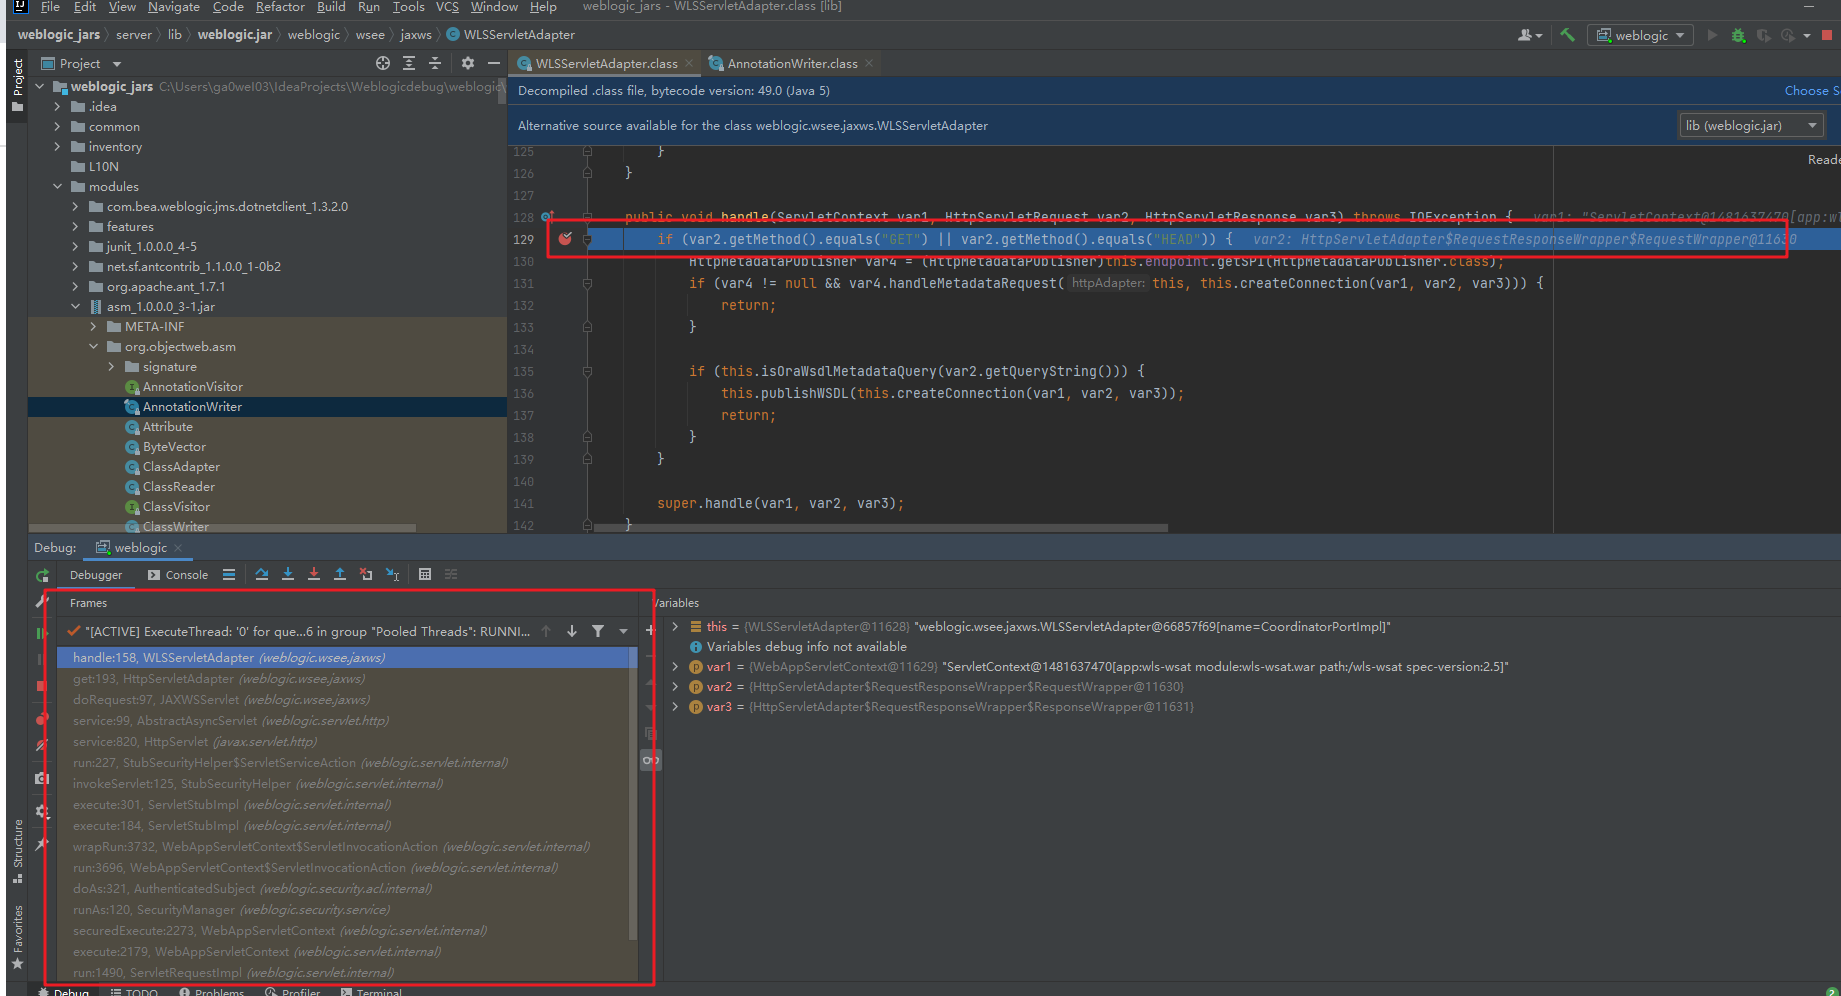 File Edit View Navigate Code Refactor Build Run Tools VCS Window Help weblogic_jars - WLSServletAdapter.class [lib]
weblogic_jars server lib weblogic.jar weblogic wsee jaxws WLSServletAdapter
weblogic
Project
Project
WLSServletAdapter.class
AnnotationWriter.class
weblogic_jars C:\Users\ga0wel03\IdeaProjects\Weblogicdebug\weblogic\
.idea
common
inventory
L10N
modules
com.bea.weblogic.jms.dotnetclient_1.3.2.0
features
junit_1.0.0.0_4-5
net.sf.antcontrib_1.1.0.0_1-0b2
org.apache.ant_1.7.1
asm_1.0.0.0_3-1.jar
META-INF
org.objectweb.asm
signature
AnnotationVisitor
AnnotationWriter
Attribute
ByteVector
ClassAdapter
ClassReader
ClassVisitor
ClassWriter
Decompiled .class file, bytecode version: 49.0 (Java 5)
Choose S
Alternative source available for the class weblogic.wsee.jaxws.WLSServletAdapter
lib (weblogic.jar)
Reade
125 }
126 }
127
128 public void handle(ServletContext var1, HttpServletRequest var2, HttpServletResponse var3) throws IOException { var1: "ServletContext@1481637470[app:wl
129 if (var2.getMethod().equals("GET") || var2.getMethod().equals("HEAD")) { var2: HttpServletAdapter$RequestResponseWrapper$RequestWrapper@11630
130 HttpMetadataPublisher var4 = (HttpMetadataPublisher)this.endpoint.getSPI(HttpMetadataPublisher.class);
131 if (var4 != null && var4.handleMetadataRequest( httpAdapter: this, this.createConnection(var1, var2, var3))) {
132 return;
133 }
134
135 if (this.isOraWsdlMetadataQuery(var2.getQueryString())) {
136 this.publishWSDL(this.createConnection(var1, var2, var3));
137 return;
138 }
139 }
140
141 super.handle(var1, var2, var3);
142 }
Debug: weblogic
Debugger Console
Frames
"[ACTIVE] ExecuteThread: '0' for que...6 in group "Pooled Threads": RUNNI...
handle:158, WLSServletAdapter (weblogic.wsee.jaxws)
get:193, HttpServletAdapter (weblogic.wsee.jaxws)
doRequest:97, JAXWSServlet (weblogic.wsee.jaxws)
service:99, AbstractAsyncServlet (weblogic.servlet.http)
service:820, HttpServlet (javax.servlet.http)
run:227, StubSecurityHelper$ServletServiceAction (weblogic.servlet.internal)
invokeServlet:125, StubSecurityHelper (weblogic.servlet.internal)
execute:301, ServletStubImpl (weblogic.servlet.internal)
execute:184, ServletStubImpl (weblogic.servlet.internal)
wrapRun:3732, WebAppServletContext$ServletInvocationAction (weblogic.servlet.internal)
run:3696, WebAppServletContext$ServletInvocationAction (weblogic.servlet.internal)
doAs:321, AuthenticatedSubject (weblogic.security.acl.internal)
runAs:120, SecurityManager (weblogic.security.service)
securedExecute:2273, WebAppServletContext (weblogic.servlet.internal)
execute:2179, WebAppServletContext (weblogic.servlet.internal)
run:1490, ServletRequestImpl (weblogic.servlet.internal)
Variables
this = {WLSServletAdapter@11628} "weblogic.wsee.jaxws.WLSServletAdapter@66857f69[name=CoordinatorPortImpl]"
Variables debug info not available
var1 = {WebAppServletContext@11629} "ServletContext@1481637470[app:wls-wsat module:wls-wsat.war path:/wls-wsat spec-version:2.5]"
var2 = {HttpServletAdapter$RequestResponseWrapper$RequestWrapper@11630}
var3 = {HttpServletAdapter$RequestResponseWrapper$ResponseWrapper@11631}
Structure
Favorites
Debug TODO Problems Profiler Terminal
2